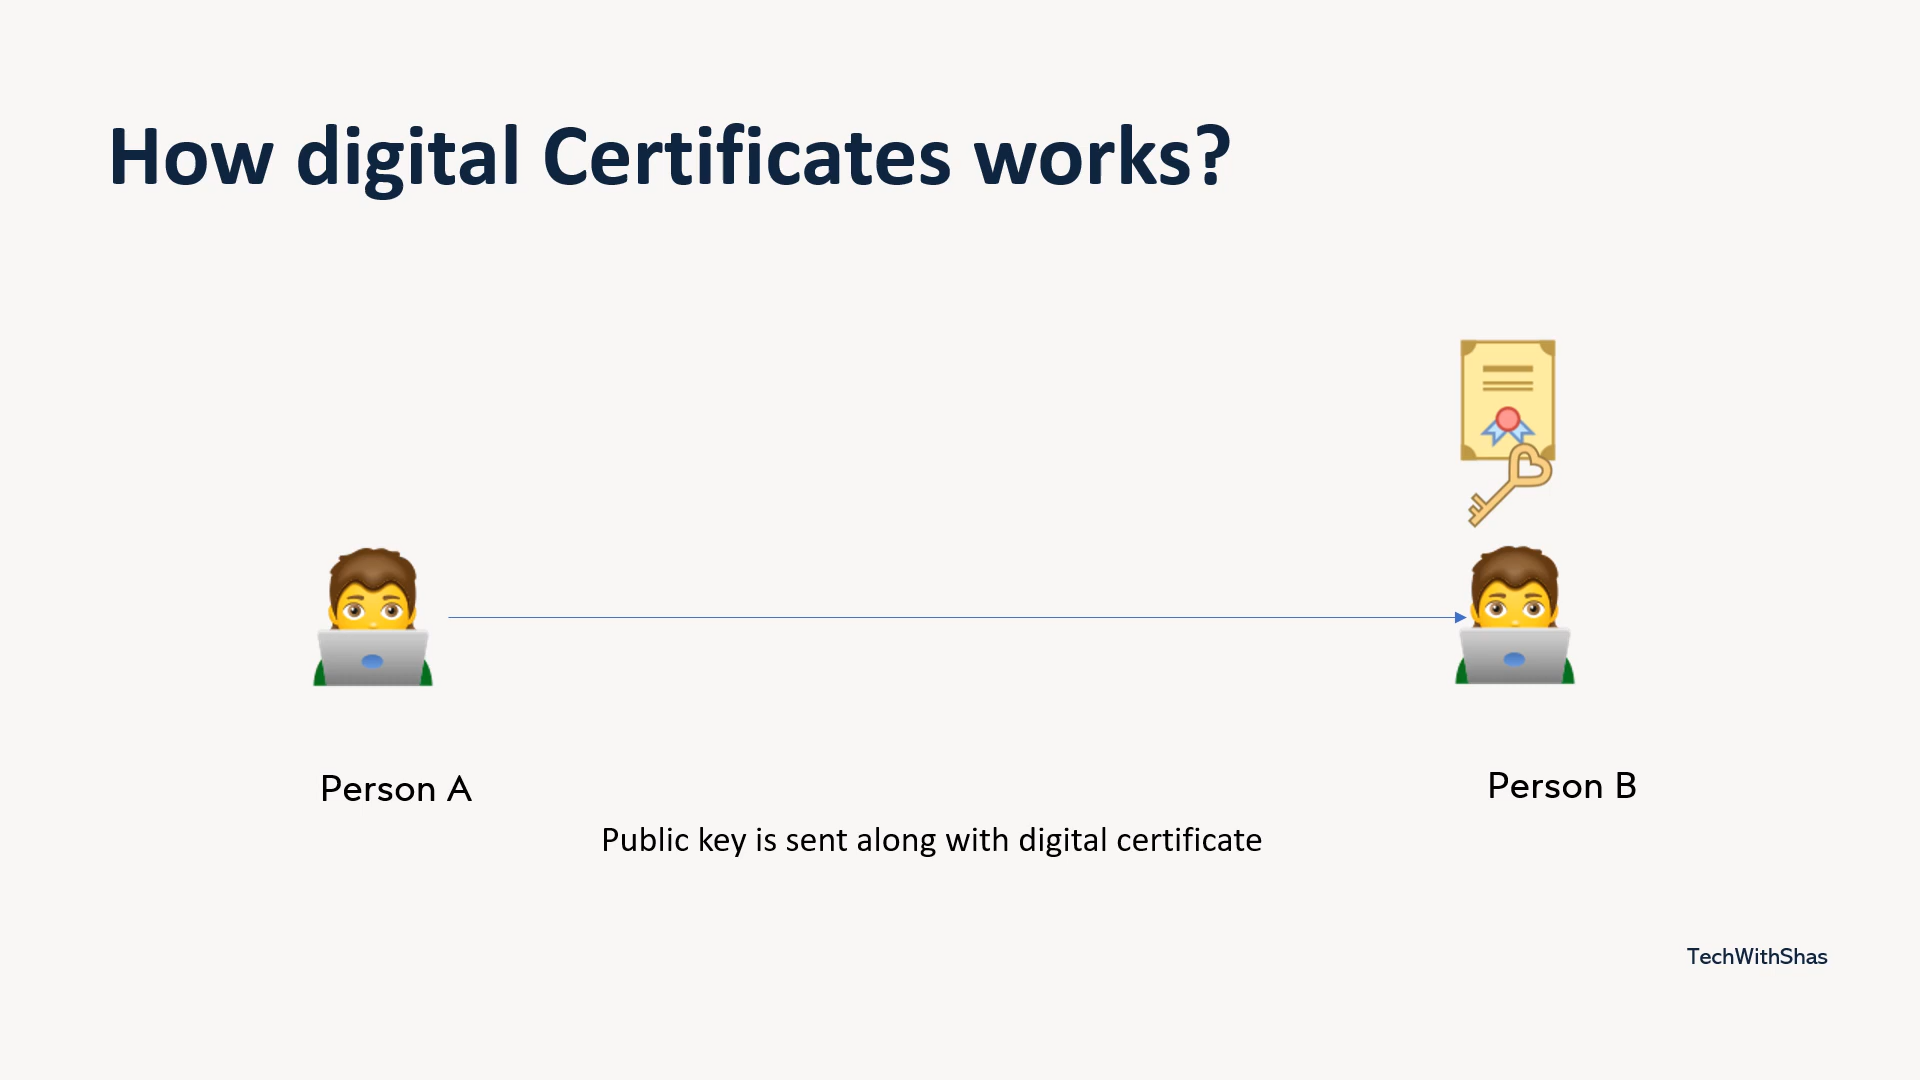 How digital Certificates works?
Person A
Person B
Public key is sent along with digital certificate
TechWithShas